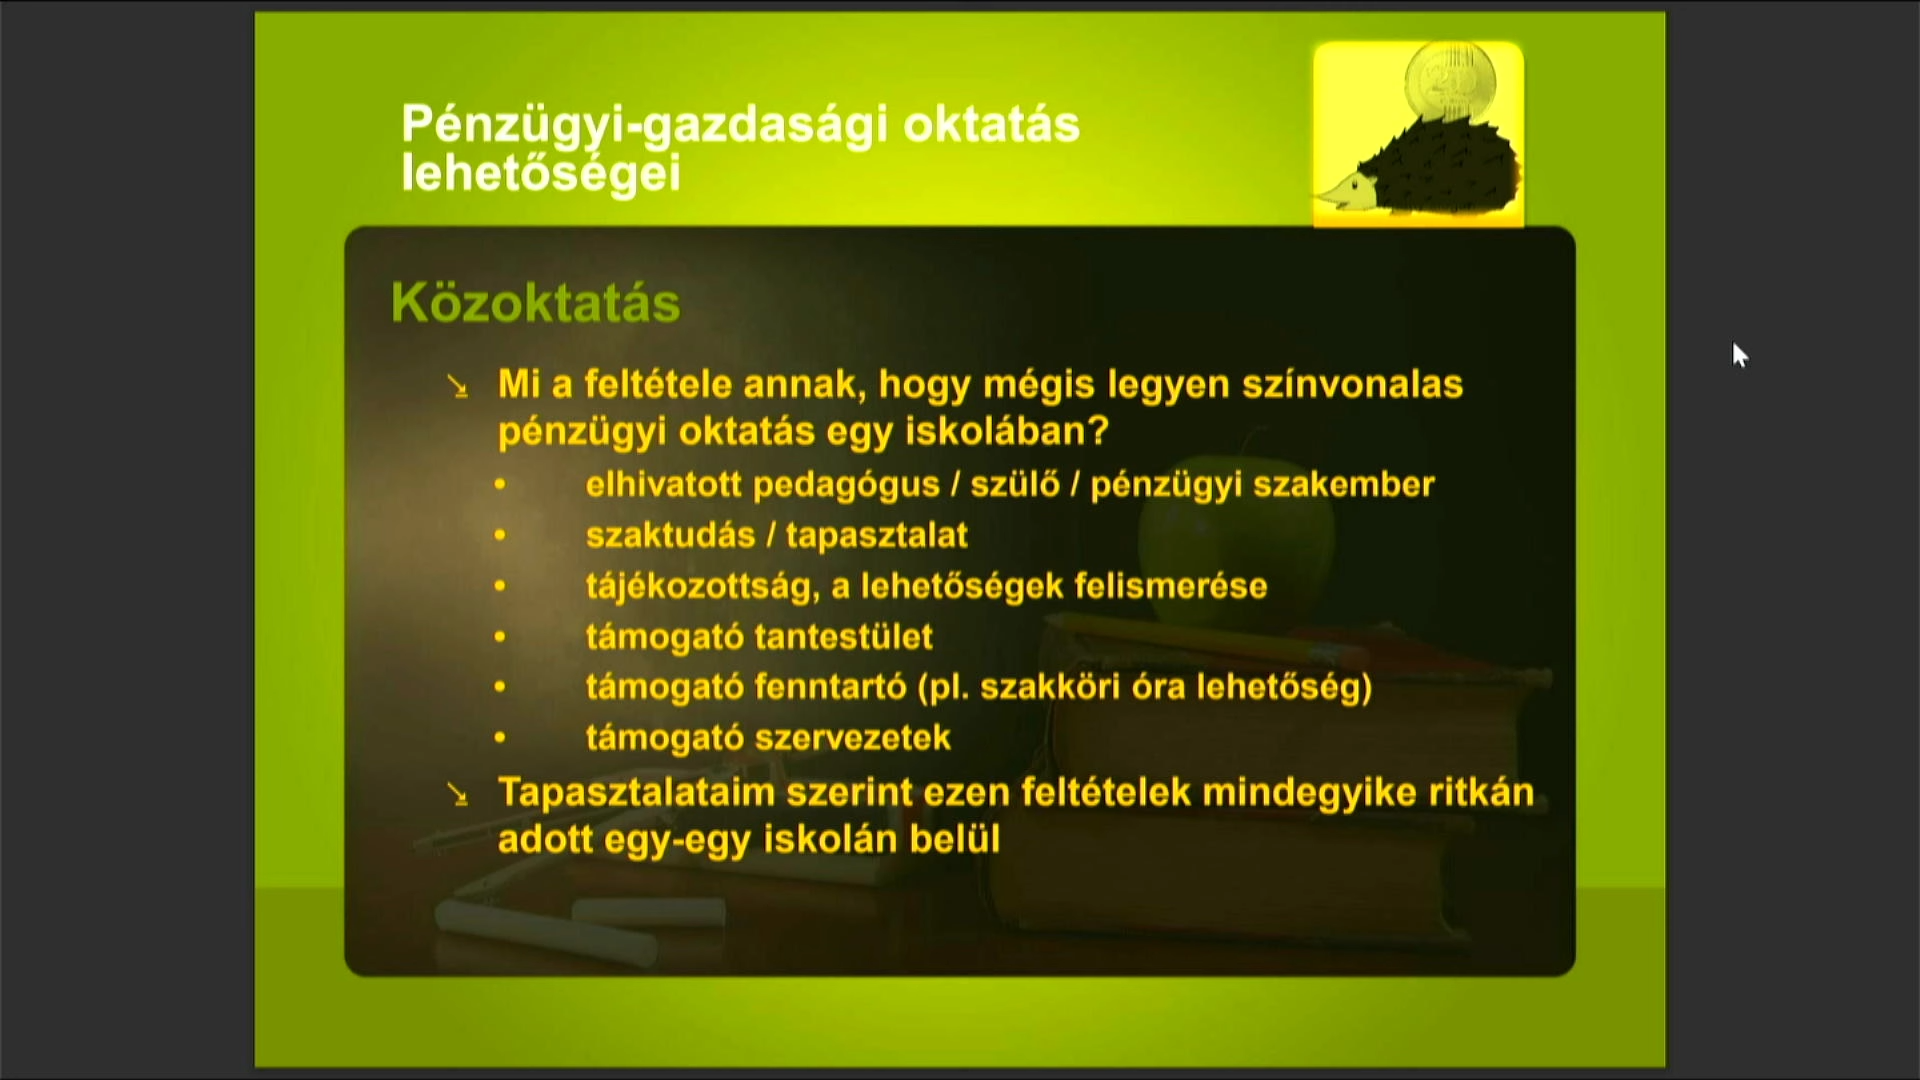 Pénzügyi-gazdasági oktatás
lehetőségei
20
Közoktatás
Mi a feltétele annak, hogy mégis legyen színvonalas
pénzügyi oktatás egy iskolában?
• elhivatott pedagógus / szülő / pénzügyi szakember
• szaktudás / tapasztalat
• tájékozottság, a lehetőségek felismerése
• támogató tantestület
• támogató fenntartó (pl. szakköri óra lehetőség)
• támogató szervezetek
Tapasztalataim szerint ezen feltételek mindegyike ritkán
adott egy-egy iskolán belül